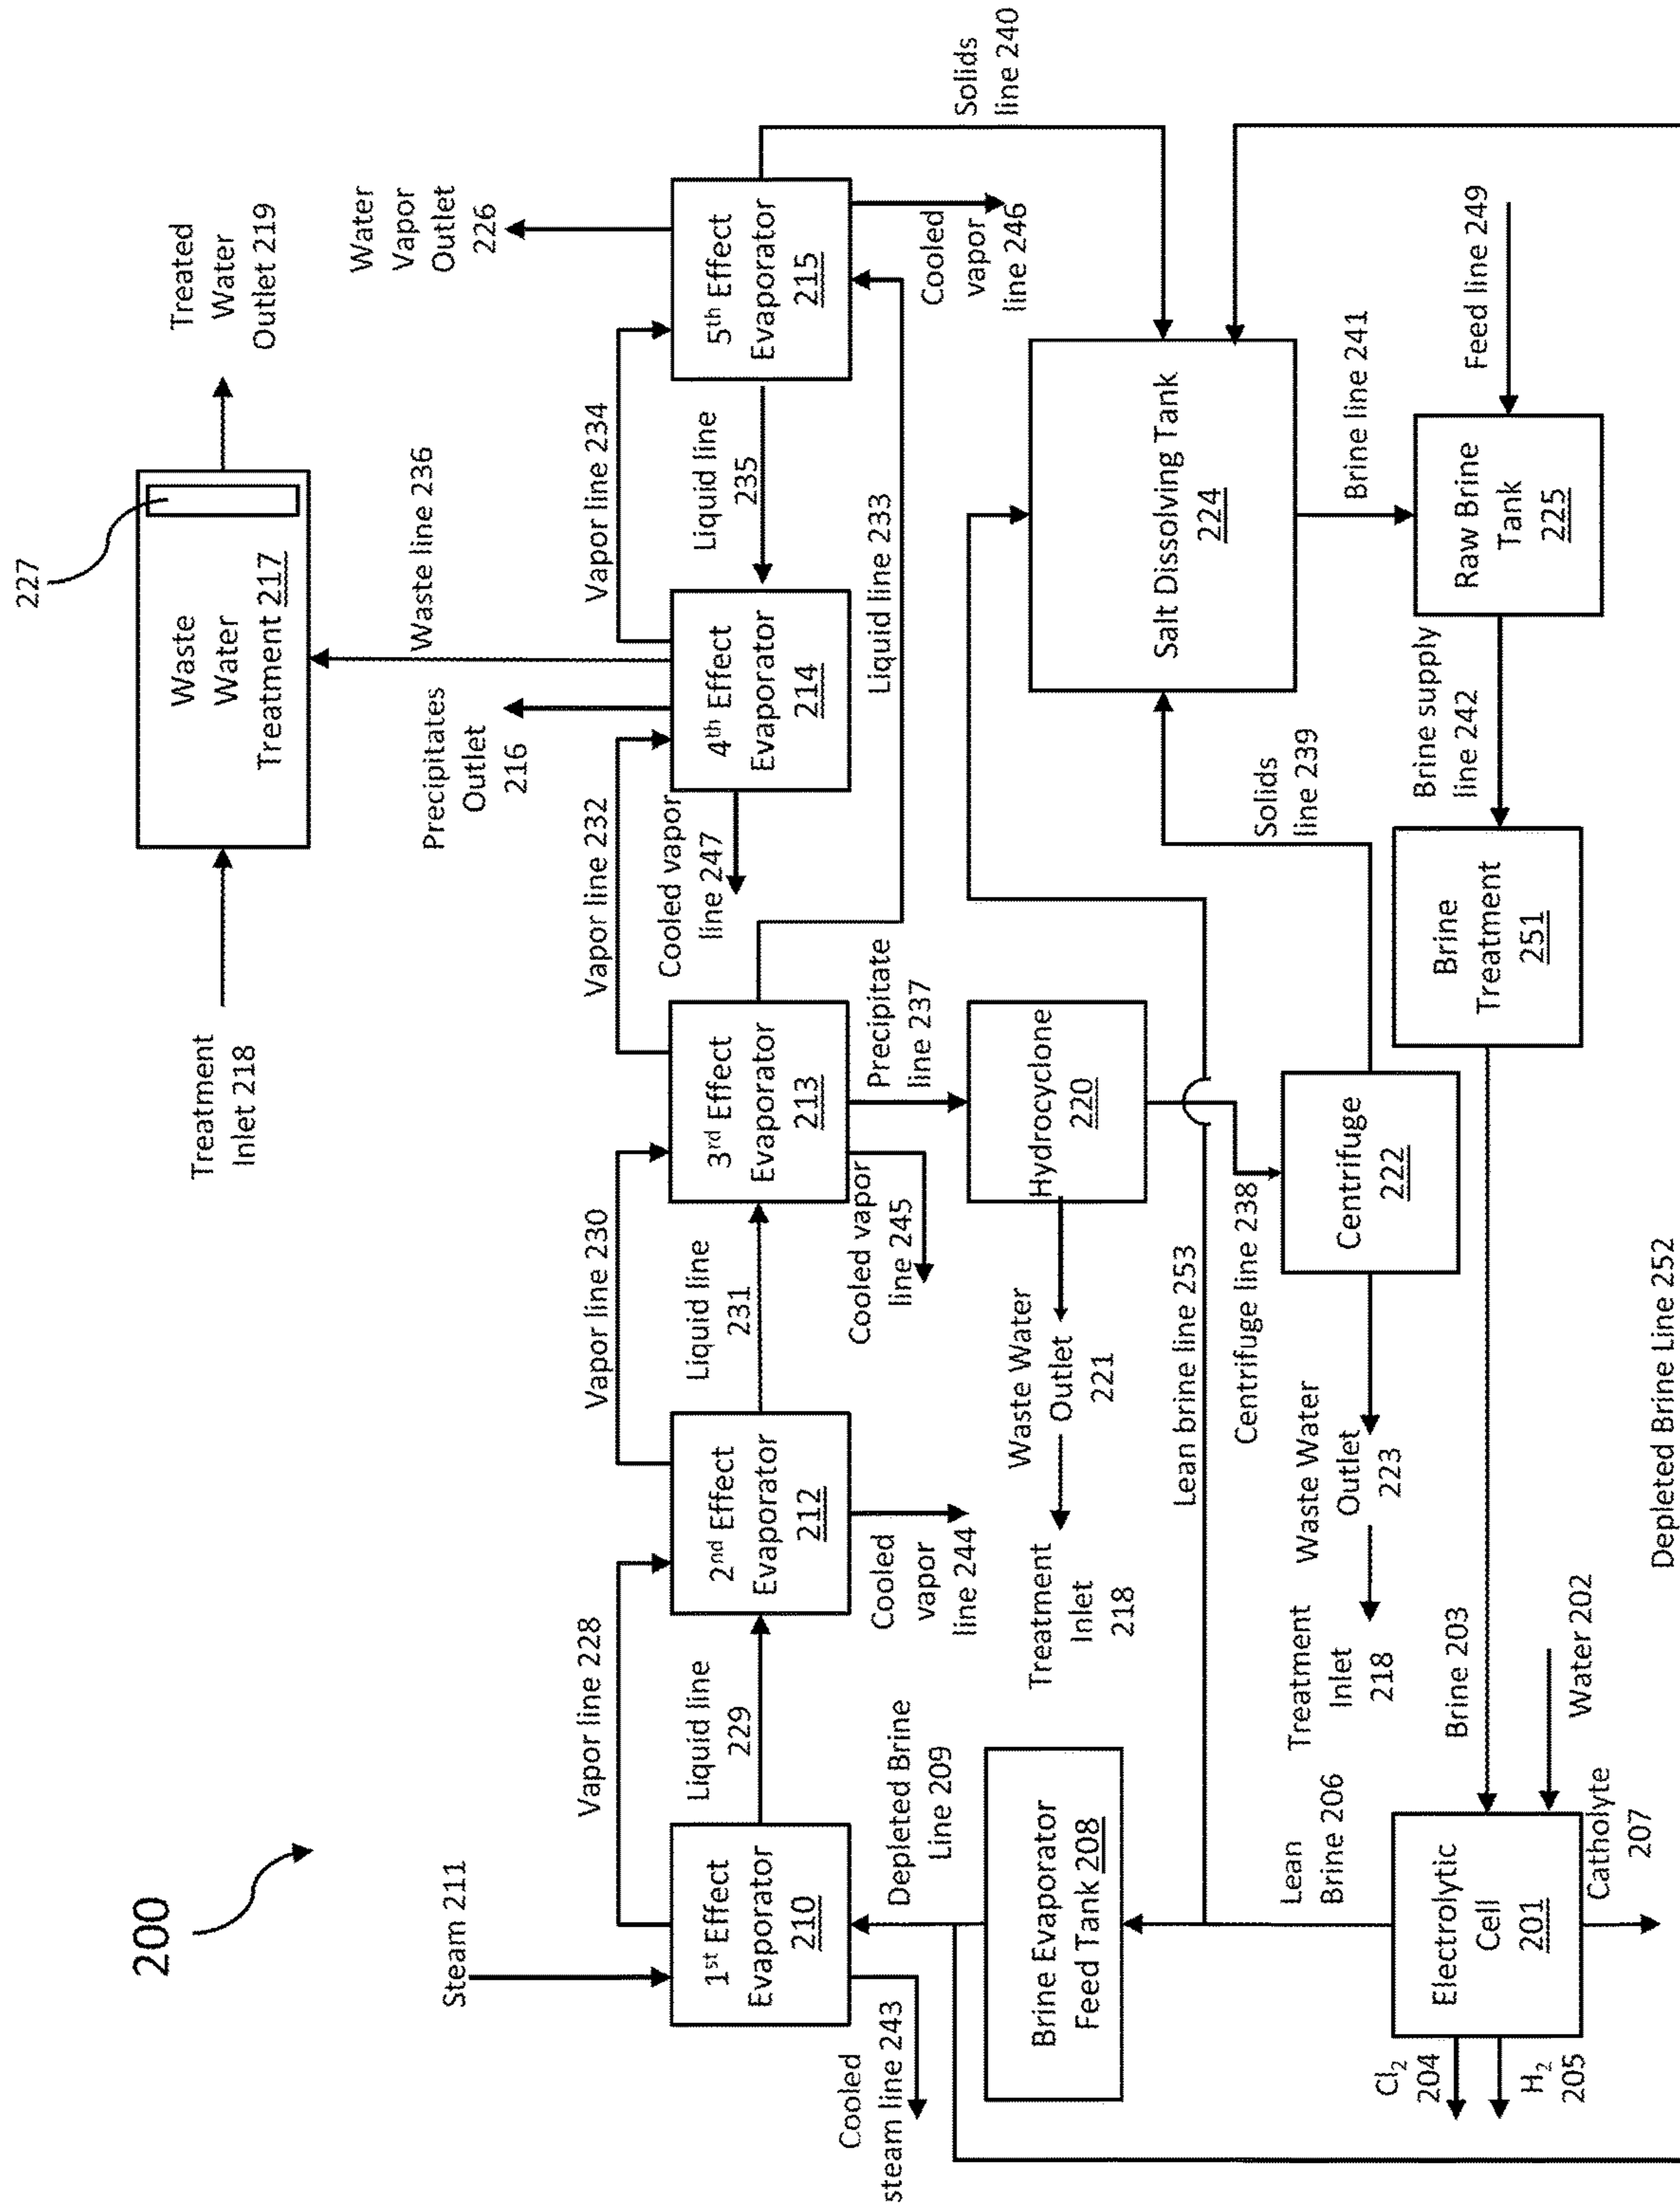 200
227
Treatment
Inlet 218
Waste
Water
Treatment 217
Treated
Water
Outlet 219
Steam 211
Vapor line 228
Vapor line 230
Vapor line 232
Precipitates
Outlet
216
Waste line 236
Vapor line 234
Water
Vapor
Outlet
226
1st Effect
Evaporator
210
Liquid line
229
2nd Effect
Evaporator
212
Liquid line
231
3rd Effect
Evaporator
213
Cooled vapor
line 247
4th Effect
Evaporator
214
Liquid line
235
5th Effect
Evaporator
215
Solids
line 240
Cooled
steam line 243
Depleted Brine
Line 209
Cooled
vapor
line 244
Cooled vapor
line 245
Precipitate
line 237
Liquid line 233
Cooled
vapor
line 246
Brine Evaporator
Feed Tank 208
Treatment
Inlet
218
Waste Water
Outlet
221
Hydrocyclone
220
Salt Dissolving Tank
224
Lean brine line 253
Centrifuge line 238
Solids
line 239
Lean
Brine 206
Treatment
Inlet
218
Waste Water
Outlet
223
Centrifuge
222
Brine supply
line 242
Brine line 241
Feed line 249
Cl₂
204
H₂
205
Electrolytic
Cell
201
Brine 203
Water 202
Catholyte
207
Brine
Treatment
251
Raw Brine
Tank
225
Depleted Brine Line 252